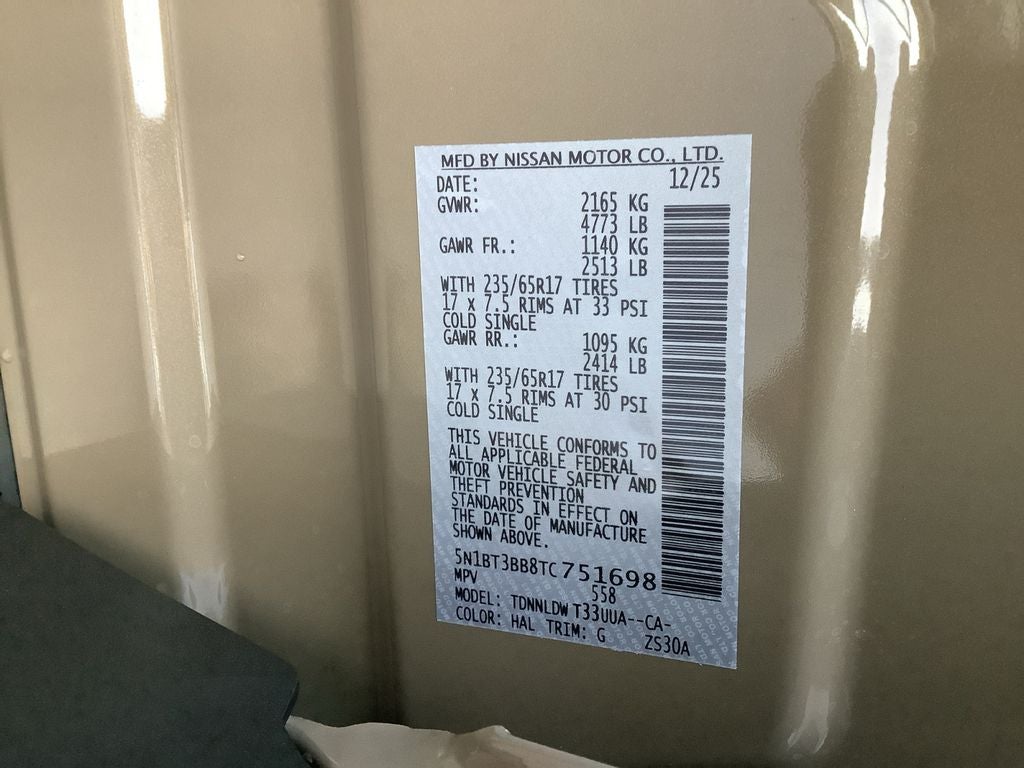 MFD BY NISSAN MOTOR CO., LTD.
DATE: 12/25
GVWR: 2165 KG
4773 LB
GAWR FR.: 1140 KG
2513 LB
WITH 235/65R17 TIRES
17 x 7.5 RIMS AT 33 PSI
COLD SINGLE
GAWR RR.: 1095 KG
2414 LB
WITH 235/65R17 TIRES
17 x 7.5 RIMS AT 30 PSI
COLD SINGLE
THIS VEHICLE CONFORMS TO
ALL APPLICABLE FEDERAL
MOTOR VEHICLE SAFETY AND
THEFT PREVENTION
STANDARDS IN EFFECT ON
THE DATE OF MANUFACTURE
SHOWN ABOVE.
5N1BT3BB8TC751698
MPV 558
MODEL: TDNNLDW T33UUA--CA-
COLOR: HAL TRIM: G ZS30A